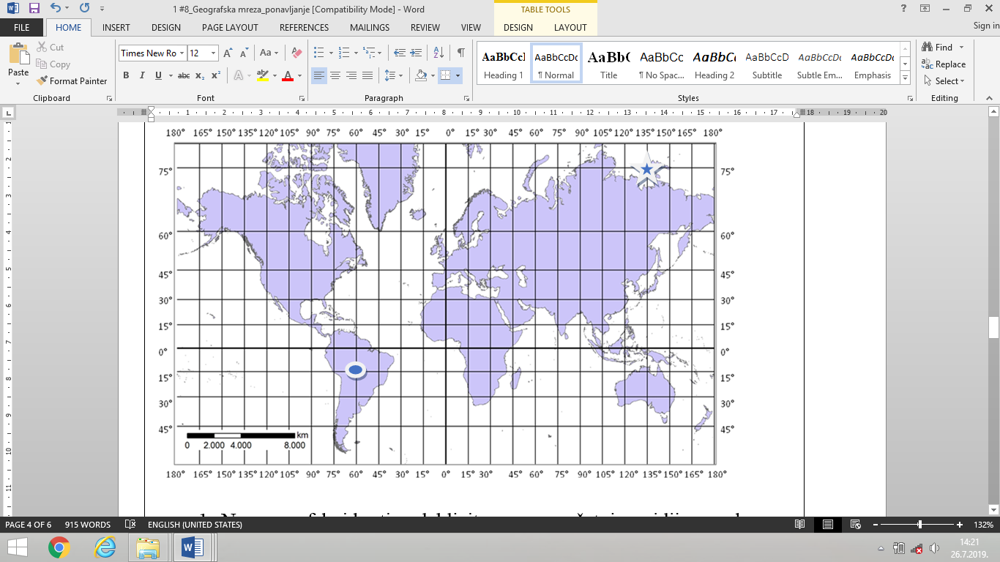 1 #8_Geografska mreza_ponavljanje [Compatibility Mode] - Word
TABLE TOOLS
Sign in
FILE HOME INSERT DESIGN PAGE LAYOUT REFERENCES MAILINGS REVIEW VIEW DESIGN LAYOUT
Paste
Cut
Copy
Format Painter
Clipboard
Times New Ro 12
Font
Paragraph
AaBbCcI AaBbCcDc AaBbC AaBbCc AaBbCc AaBbCcD AaBbCcDc AaBbCcDc
Heading 1 ¶ Normal Title ¶ No Spac... Heading 2 Subtitle Subtle Em... Emphasis
Styles
Find
Replace
Select
Editing
1 2 3 4 5 6 7 8 9 10 11 12 13 14 15 16 17 18 19 20
180° 165° 150° 135° 120° 105° 90° 75° 60° 45° 30° 15° 0° 15° 30° 45° 60° 75° 90° 105° 120° 135° 150° 165° 180°
75° 75°
60° 60°
45° 45°
30° 30°
15° 15°
0° 0°
15° 15°
30° 30°
45° 45°
km
0 2.000 4.000 8.000
180° 165° 150° 135° 120° 105° 90° 75° 60° 45° 30° 15° 0° 15° 30° 45° 60° 75° 90° 105° 120° 135° 150° 165° 180°
PAGE 4 OF 6 915 WORDS ENGLISH (UNITED STATES) 132%
14:21
26.7.2019.